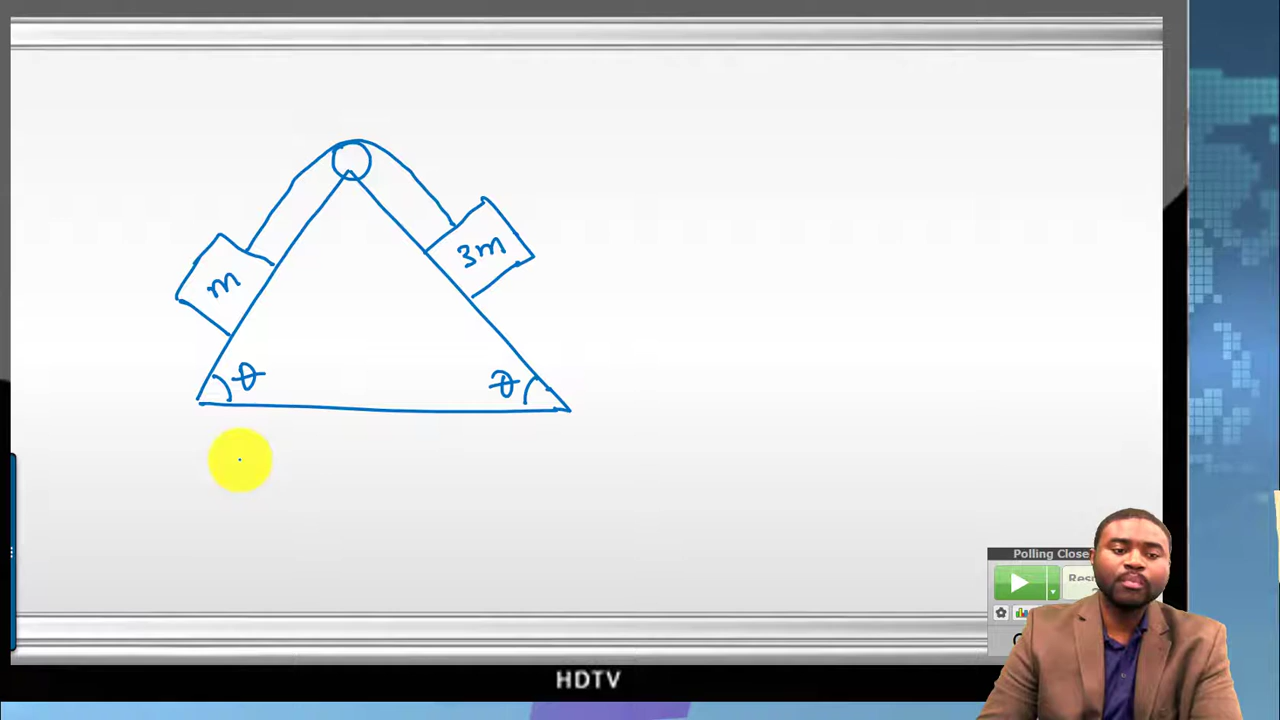 m
3m
θ
θ
Polling Close
HDTV